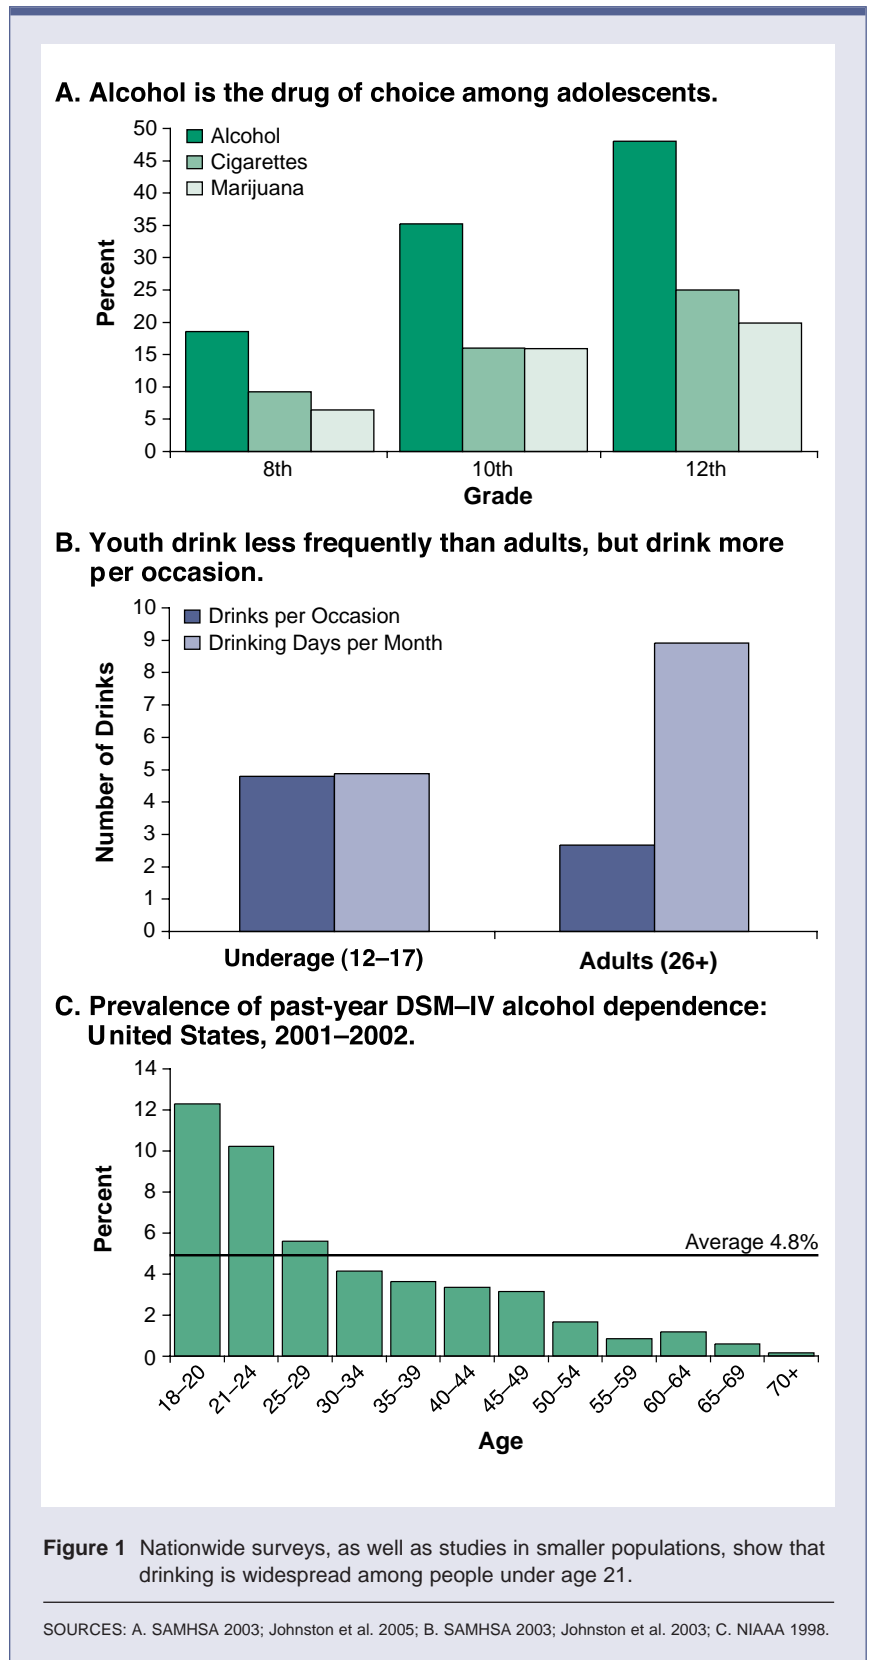 A. Alcohol is the drug of choice among adolescents.
50
45
40
35
30
25
20
15
10
5
0
Percent
Alcohol
Cigarettes
Marijuana
8th
10th
12th
Grade
B. Youth drink less frequently than adults, but drink more
per occasion.
10
9
8
7
6
5
4
3
2
1
0
Number of Drinks
Drinks per Occasion
Drinking Days per Month
Underage (12–17)
Adults (26+)
C. Prevalence of past-year DSM–IV alcohol dependence:
United States, 2001–2002.
14
12
10
8
6
4
2
0
Percent
Average 4.8%
18–20
21–24
25–29
30–34
35–39
40–44
45–49
50–54
55–59
60–64
65–69
70+
Age
Figure 1 Nationwide surveys, as well as studies in smaller populations, show that
drinking is widespread among people under age 21.
SOURCES: A. SAMHSA 2003; Johnston et al. 2005; B. SAMHSA 2003; Johnston et al. 2003; C. NIAAA 1998.